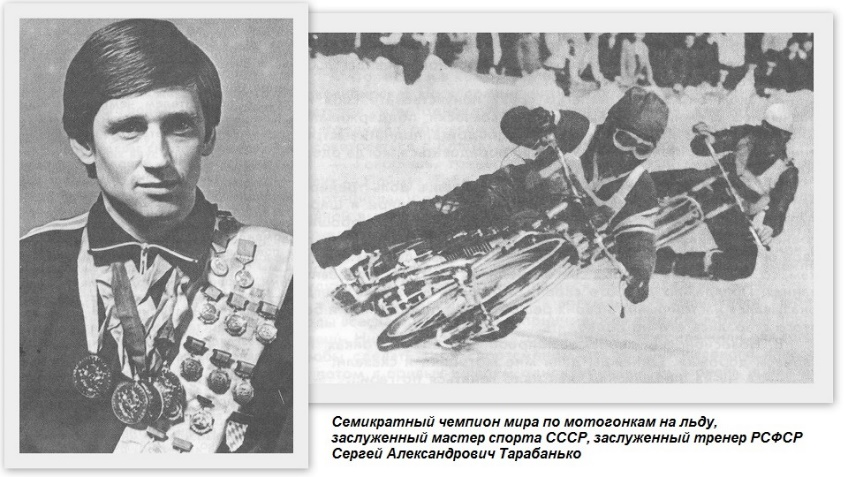 Семикратный чемпион мира по мотогонкам на льду,
заслуженный мастер спорта СССР, заслуженный тренер РСФСР
Сергей Александрович Тарабанько